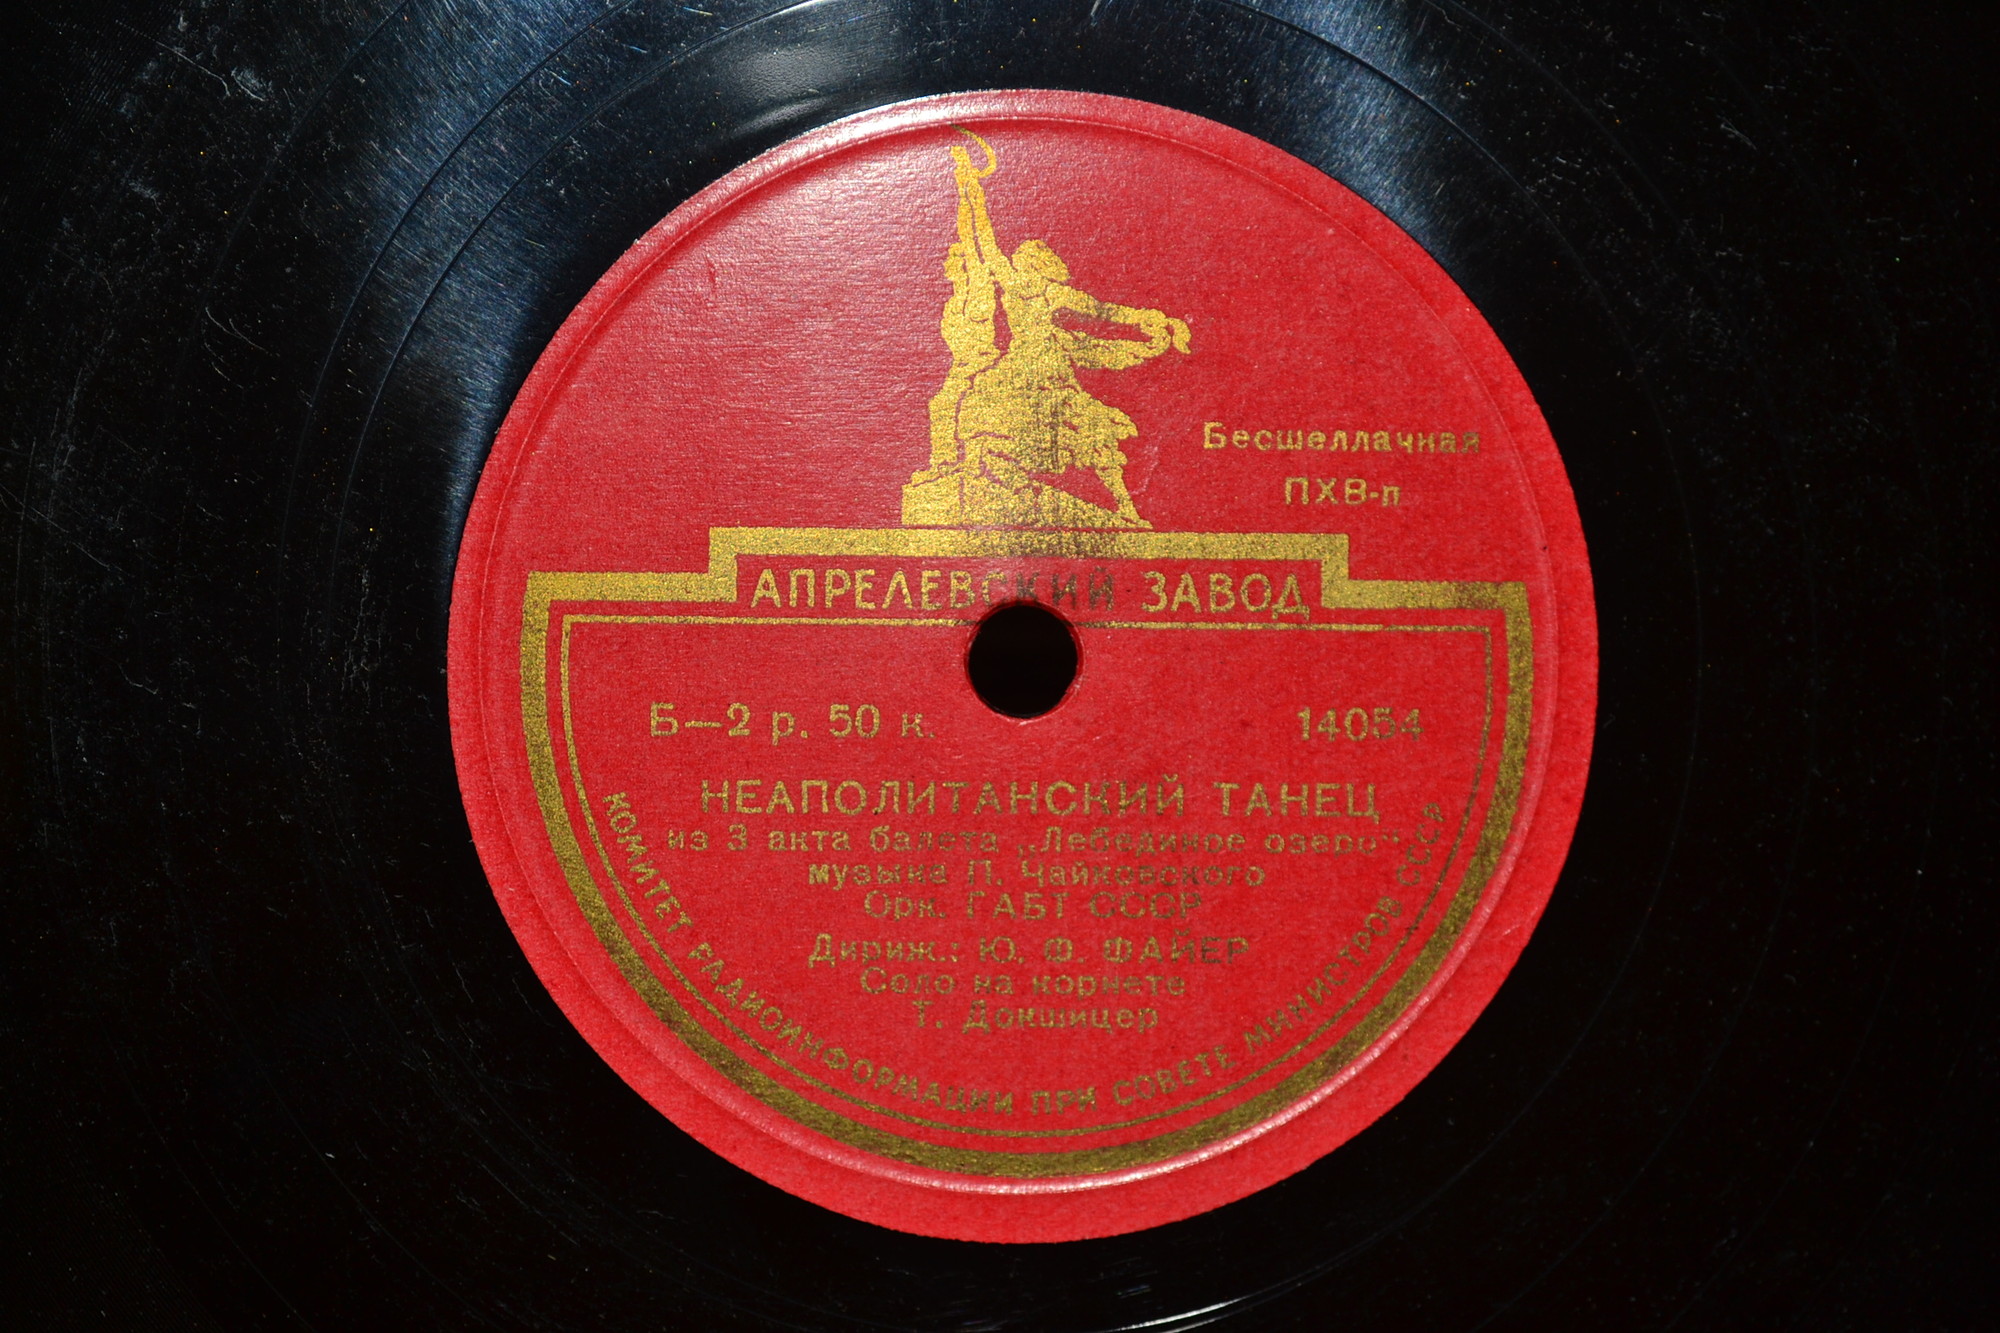 Бесшеллачная
ПХВ-п
АПРЕЛЕВСКИЙ ЗАВОД
Б—2 р. 50 к.
14054
НЕАПОЛИТАНСКИЙ ТАНЕЦ
из 3 акта балета „Лебединое озеро“
музыка П. Чайковского
Орк. ГАБТ СССР
Дириж.: Ю. Ф. ФАЙЕР
Соло на корнете
Т. Докшицер
КОМИТЕТ РАДИОИНФОРМАЦИИ ПРИ СОВЕТЕ МИНИСТРОВ СССР